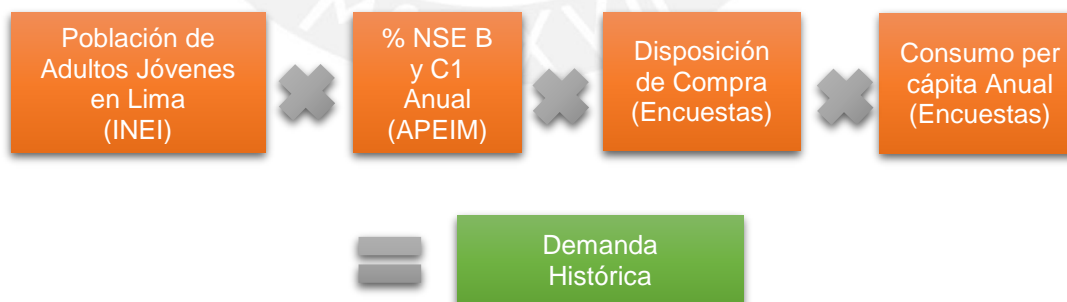 Población de
Adultos Jóvenes
en Lima
(INEI)
% NSE B
y C1
Anual
(APEIM)
Disposición
de Compra
(Encuestas)
Consumo per
cápita Anual
(Encuestas)
Demanda
Histórica